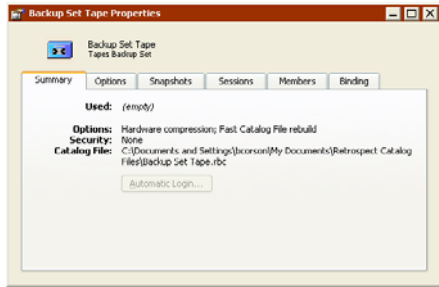 Backup Set Tape Properties
Backup Set Tape
Tapes Backup Set
Summary Options Snapshots Sessions Members Binding
Used: (empty)
Options: Hardware compression; Fast Catalog File rebuild
Security: None
Catalog File: C:\Documents and Settings\bcorson\My Documents\Retrospect Catalog
Files\Backup Set Tape.rbc
Automatic Login...